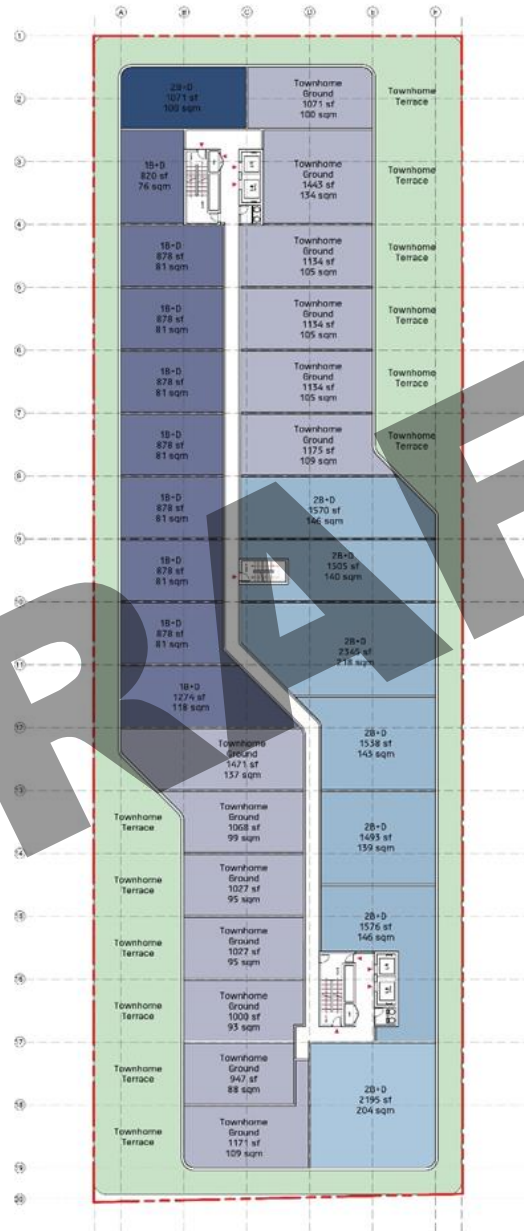 A B C D E F
1
2
3
4
5
6
7
8
9
10
11
12
13
14
15
16
17
18
19
20
2B+D
1071 sf
100 sqm
Townhome
Ground
1071 sf
100 sqm
Townhome
Terrace
1B+D
820 sf
76 sqm
Townhome
Ground
1443 sf
134 sqm
Townhome
Terrace
1B+D
878 sf
81 sqm
Townhome
Ground
1134 sf
105 sqm
Townhome
Terrace
1B+D
878 sf
81 sqm
Townhome
Ground
1134 sf
105 sqm
Townhome
Terrace
1B+D
878 sf
81 sqm
Townhome
Ground
1134 sf
105 sqm
Townhome
Terrace
1B+D
878 sf
81 sqm
Townhome
Ground
1175 sf
109 sqm
Townhome
Terrace
1B+D
878 sf
81 sqm
2B+D
1570 sf
146 sqm
1B+D
878 sf
81 sqm
2B+D
1505 sf
140 sqm
1B+D
878 sf
81 sqm
2B+D
2345 sf
218 sqm
1B+D
1274 sf
118 sqm
2B+D
1538 sf
143 sqm
Townhome
Ground
1471 sf
137 sqm
Townhome
Terrace
Townhome
Ground
1068 sf
99 sqm
2B+D
1493 sf
139 sqm
Townhome
Terrace
Townhome
Ground
1027 sf
95 sqm
2B+D
1576 sf
146 sqm
Townhome
Terrace
Townhome
Ground
1027 sf
95 sqm
Townhome
Terrace
Townhome
Ground
1000 sf
93 sqm
Townhome
Terrace
Townhome
Ground
947 sf
88 sqm
2B+D
2195 sf
204 sqm
Townhome
Terrace
Townhome
Ground
1171 sf
109 sqm
RAF